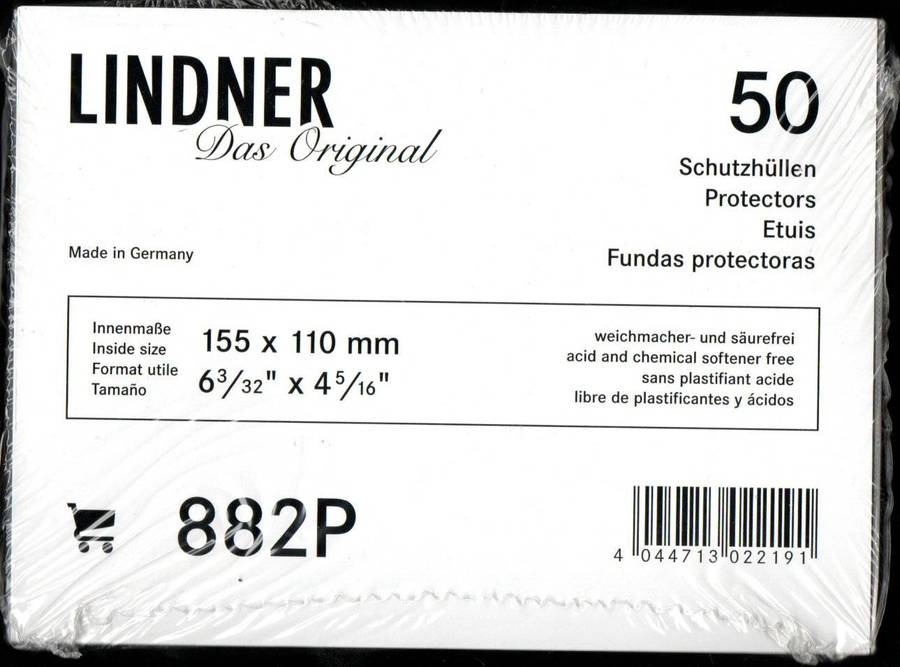 LINDNER
Das Original
50
Schutzhüllen
Protectors
Etuis
Fundas protectoras
Made in Germany
Innenmaße
Inside size
Format utile
Tamaño
155 x 110 mm
6 3/32" x 4 5/16"
weichmacher- und säurefrei
acid and chemical softener free
sans plastifiant acide
libre de plastificantes y ácidos
882P
4 044713 022191